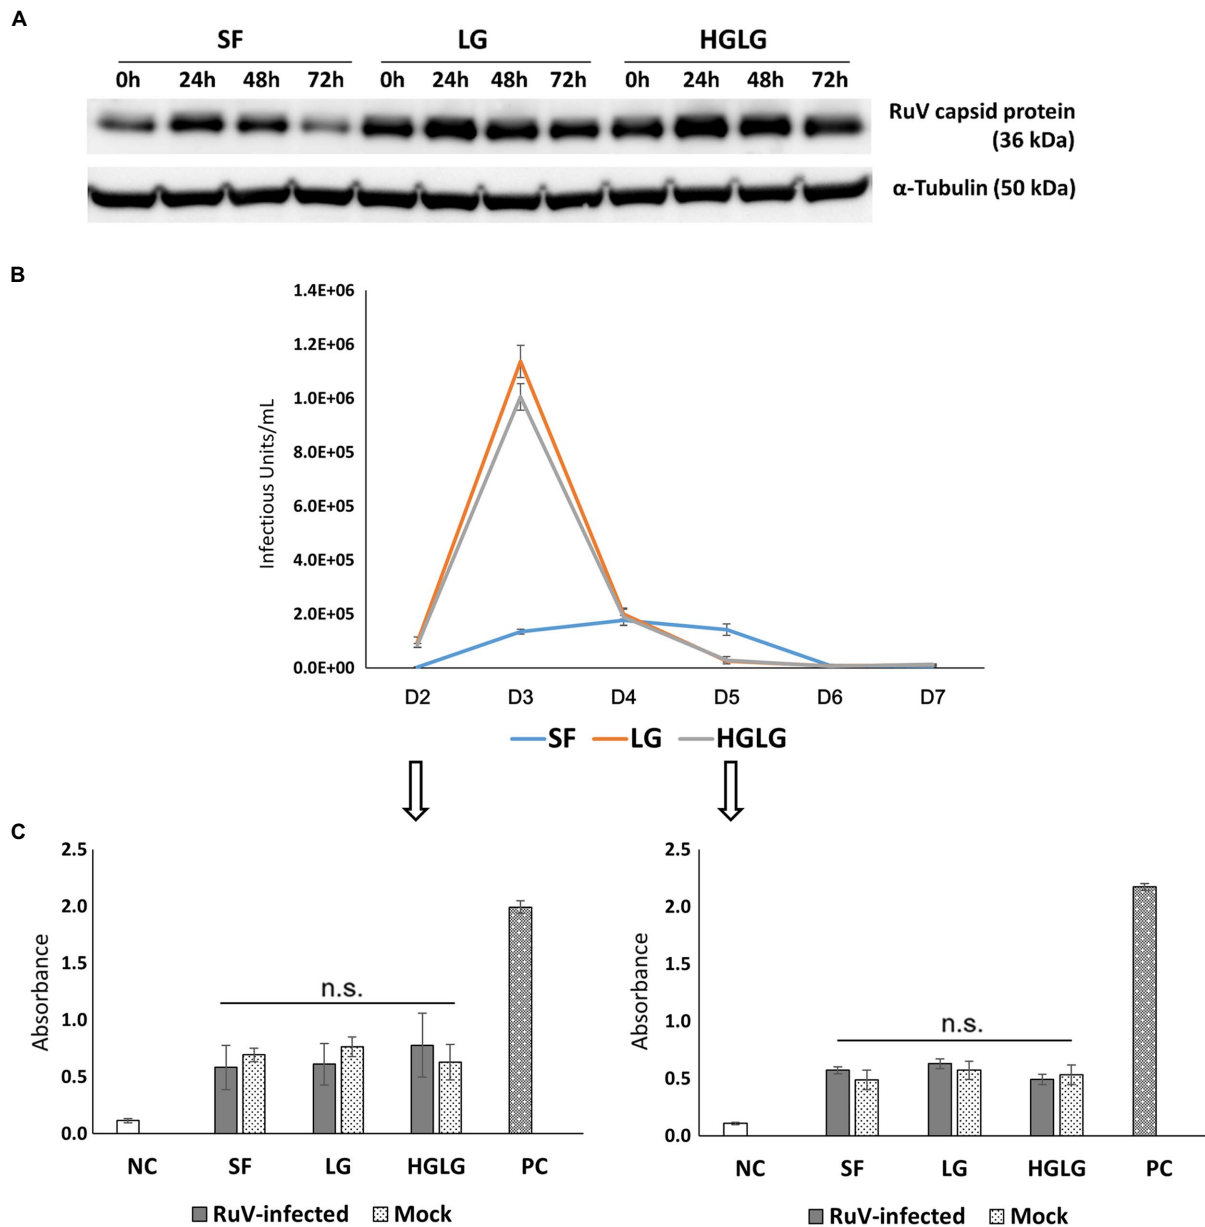 A
SF LG HGLG
0h 24h 48h 72h 0h 24h 48h 72h 0h 24h 48h 72h
RuV capsid protein
(36 kDa)
α-Tubulin (50 kDa)
B
Infectious Units/mL
1.4E+06
1.2E+06
1.0E+06
8.0E+05
6.0E+05
4.0E+05
2.0E+05
0.0E+00
D2 D3 D4 D5 D6 D7
SF LG HGLG
C
Absorbance
2.5
2.0
1.5
1.0
0.5
0.0
n.s.
NC SF LG HGLG PC
RuV-infected Mock
Absorbance
2.5
2.0
1.5
1.0
0.5
0.0
n.s.
NC SF LG HGLG PC
RuV-infected Mock